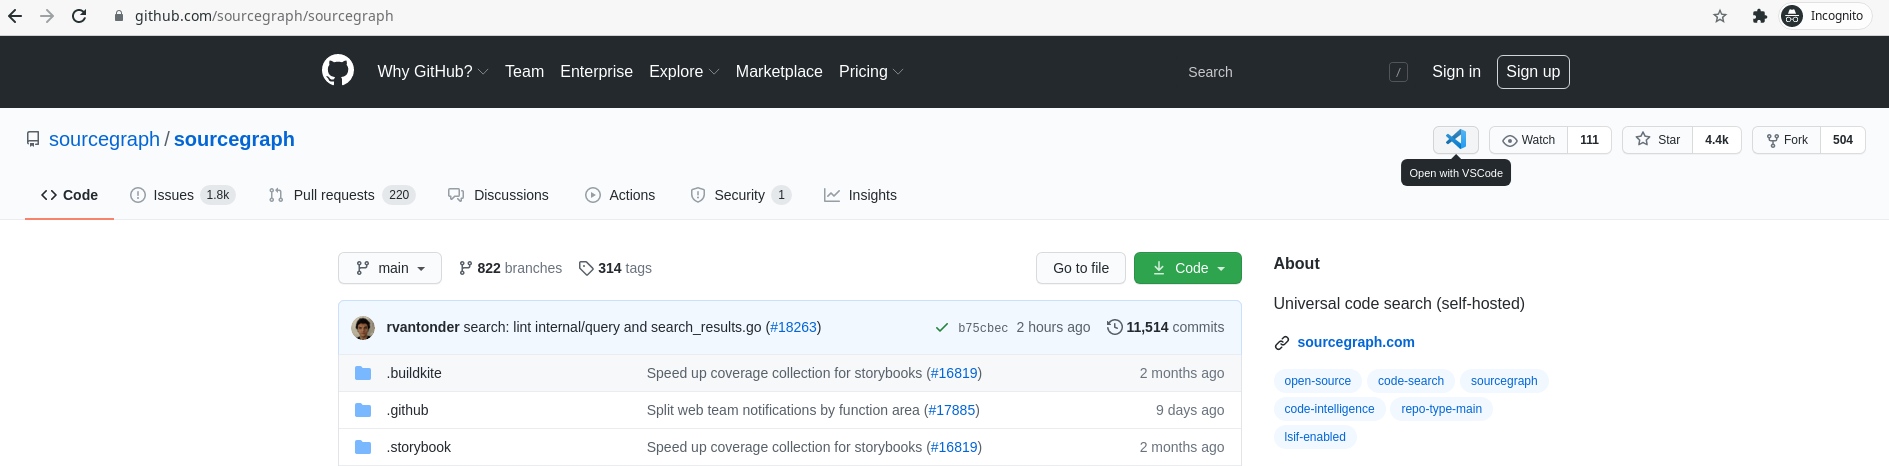 github.com/sourcegraph/sourcegraph Incognito
Why GitHub? Team Enterprise Explore Marketplace Pricing Search / Sign in Sign up
sourcegraph / sourcegraph Watch 111 Star 4.4k Fork 504
Open with VSCode
Code Issues 1.8k Pull requests 220 Discussions Actions Security 1 Insights
main 822 branches 314 tags Go to file Code
About
Universal code search (self-hosted)
rvantonder search: lint internal/query and search_results.go (#18263) b75cbec 2 hours ago 11,514 commits
sourcegraph.com
.buildkite Speed up coverage collection for storybooks (#16819) 2 months ago
open-source code-search sourcegraph
.github Split web team notifications by function area (#17885) 9 days ago
code-intelligence repo-type-main
lsif-enabled
.storybook Speed up coverage collection for storybooks (#16819) 2 months ago